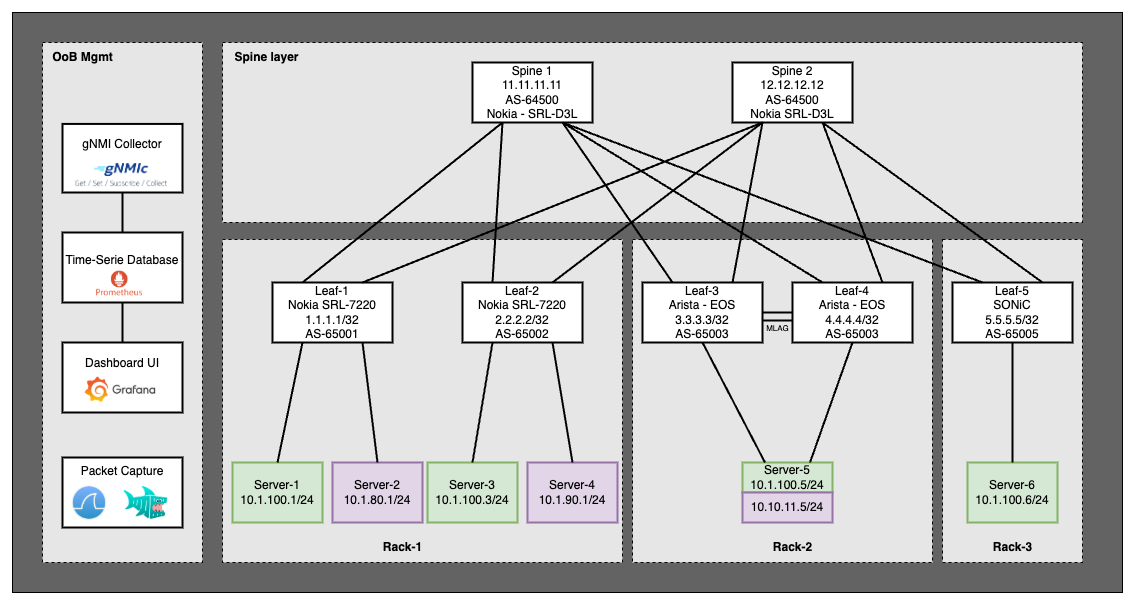 OoB Mgmt
gNMI Collector
gNMIc
Get / Set / Subscribe / Collect
Time-Serie Database
Prometheus
Dashboard UI
Grafana
Packet Capture
Spine layer
Spine 1
11.11.11.11
AS-64500
Nokia - SRL-D3L
Spine 2
12.12.12.12
AS-64500
Nokia SRL-D3L
Leaf-1
Nokia SRL-7220
1.1.1.1/32
AS-65001
Leaf-2
Nokia SRL-7220
2.2.2.2/32
AS-65002
Leaf-3
Arista - EOS
3.3.3.3/32
AS-65003
MLAG
Leaf-4
Arista - EOS
4.4.4.4/32
AS-65003
Leaf-5
SONiC
5.5.5.5/32
AS-65005
Server-1
10.1.100.1/24
Server-2
10.1.80.1/24
Server-3
10.1.100.3/24
Server-4
10.1.90.1/24
Server-5
10.1.100.5/24
10.10.11.5/24
Server-6
10.1.100.6/24
Rack-1
Rack-2
Rack-3